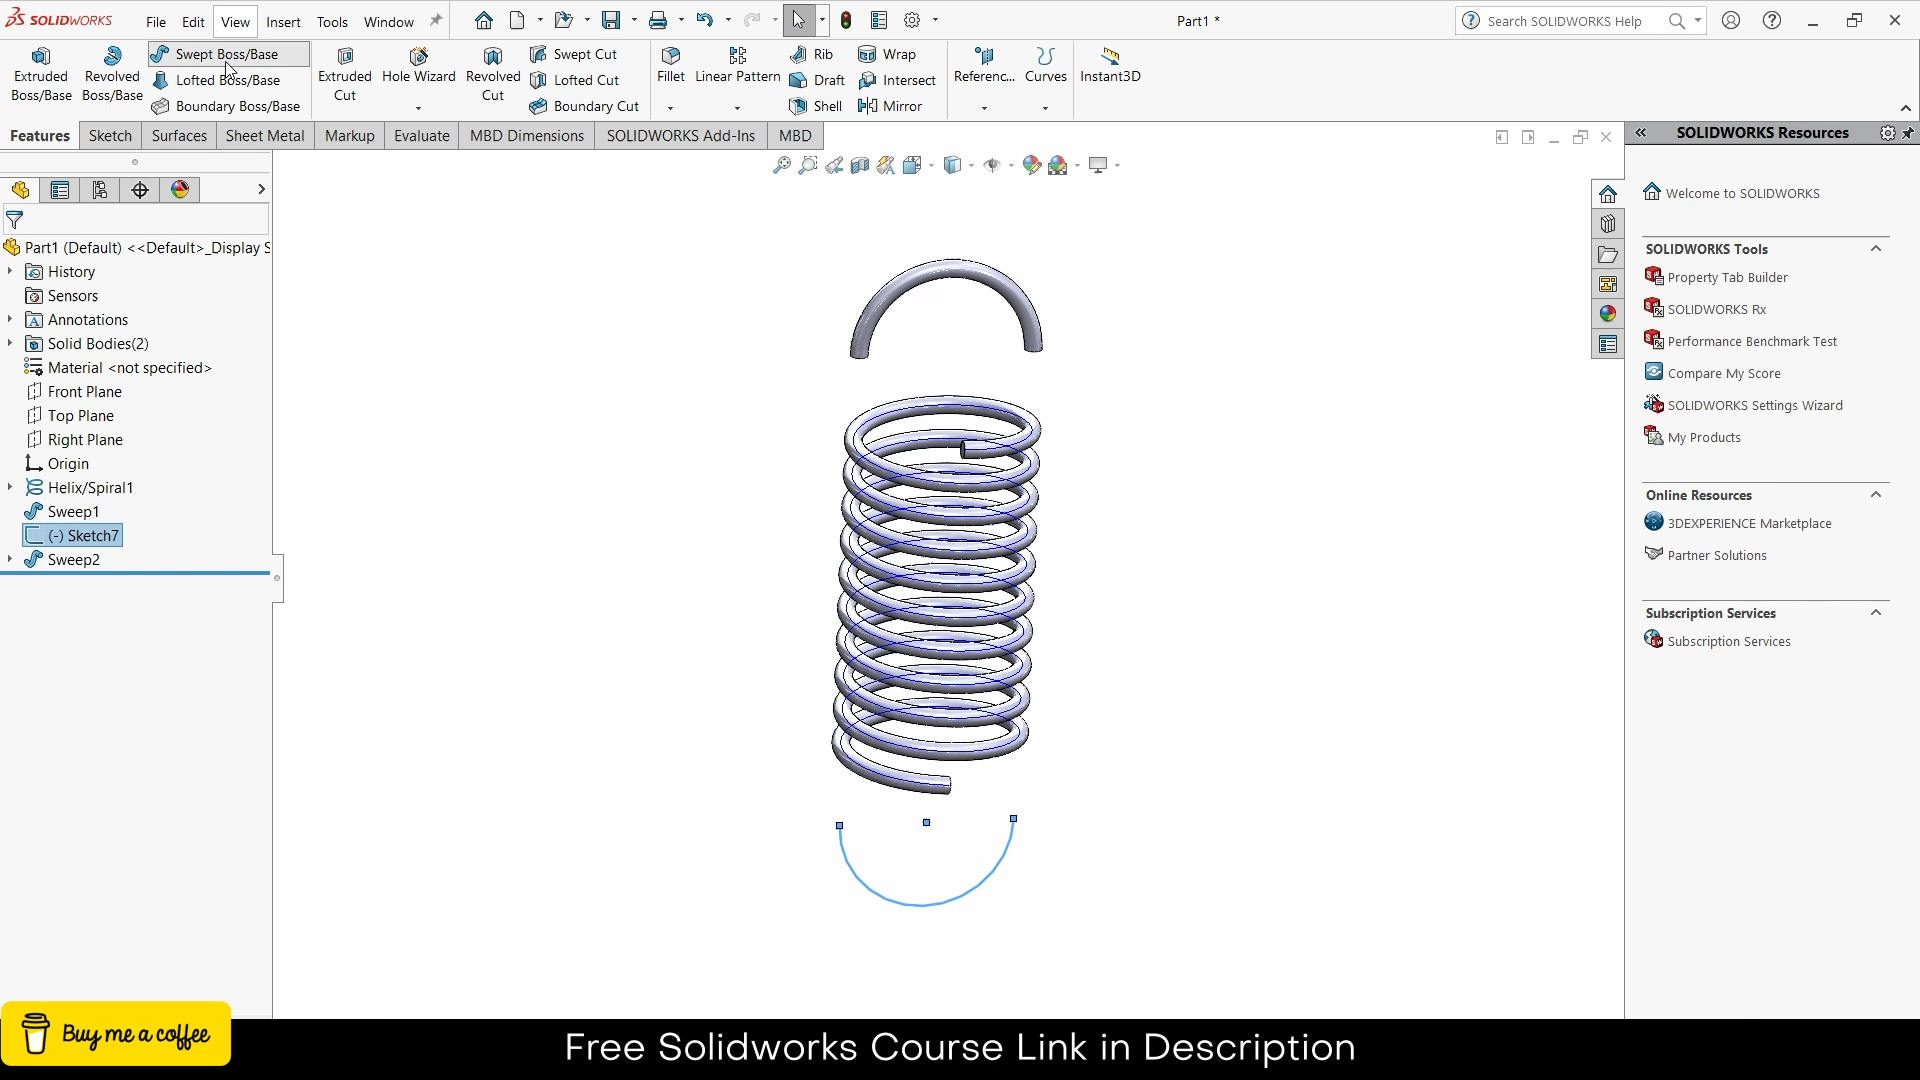 SOLIDWORKS File Edit View Insert Tools Window Part1 * Search SOLIDWORKS Help
Extruded Boss/Base
Revolved Boss/Base
Swept Boss/Base
Lofted Boss/Base
Boundary Boss/Base
Extruded Cut
Hole Wizard
Revolved Cut
Swept Cut
Lofted Cut
Boundary Cut
Fillet
Linear Pattern
Rib
Draft
Shell
Wrap
Intersect
Mirror
Referenc...
Curves
Instant3D
Features Sketch Surfaces Sheet Metal Markup Evaluate MBD Dimensions SOLIDWORKS Add-Ins MBD
Part1 (Default) <<Default>_Display S
History
Sensors
Annotations
Solid Bodies(2)
Material <not specified>
Front Plane
Top Plane
Right Plane
Origin
Helix/Spiral1
Sweep1
(-) Sketch7
Sweep2
SOLIDWORKS Resources
Welcome to SOLIDWORKS
SOLIDWORKS Tools
Property Tab Builder
SOLIDWORKS Rx
Performance Benchmark Test
Compare My Score
SOLIDWORKS Settings Wizard
My Products
Online Resources
3DEXPERIENCE Marketplace
Partner Solutions
Subscription Services
Subscription Services
Buy me a coffee
Free Solidworks Course Link in Description